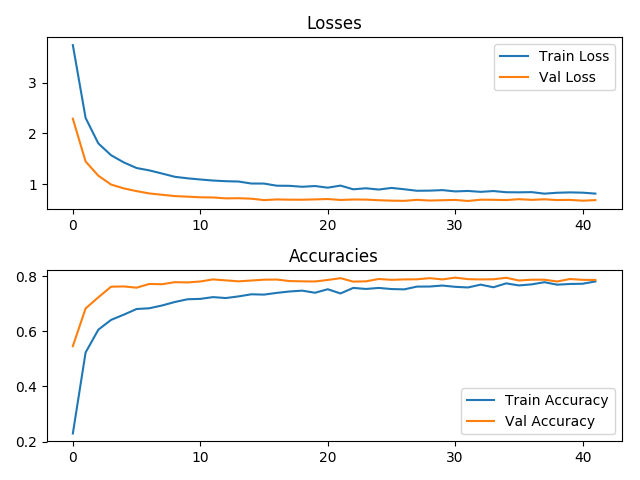 Losses
Train Loss
Val Loss
3
2
1
0 10 20 30 40
Accuracies
0.8
0.6
0.4
0.2
Train Accuracy
Val Accuracy
0 10 20 30 40